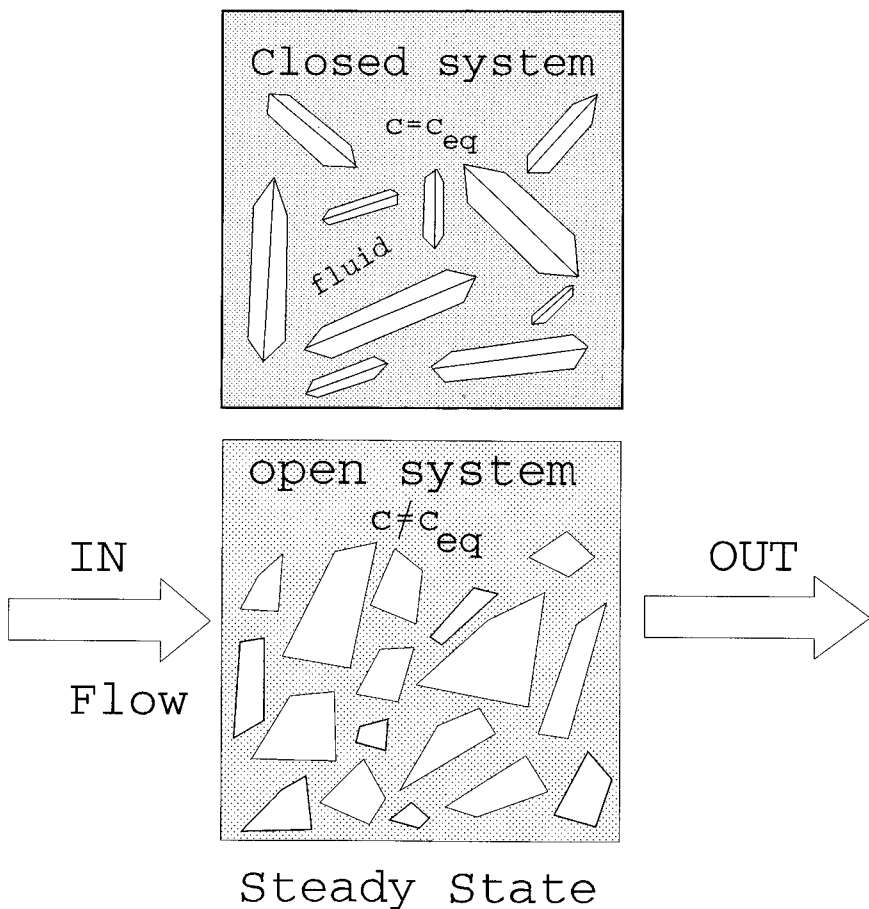 Closed system
c=c_eq
fluid
open system
c≠c_eq
IN
OUT
Flow
Steady State